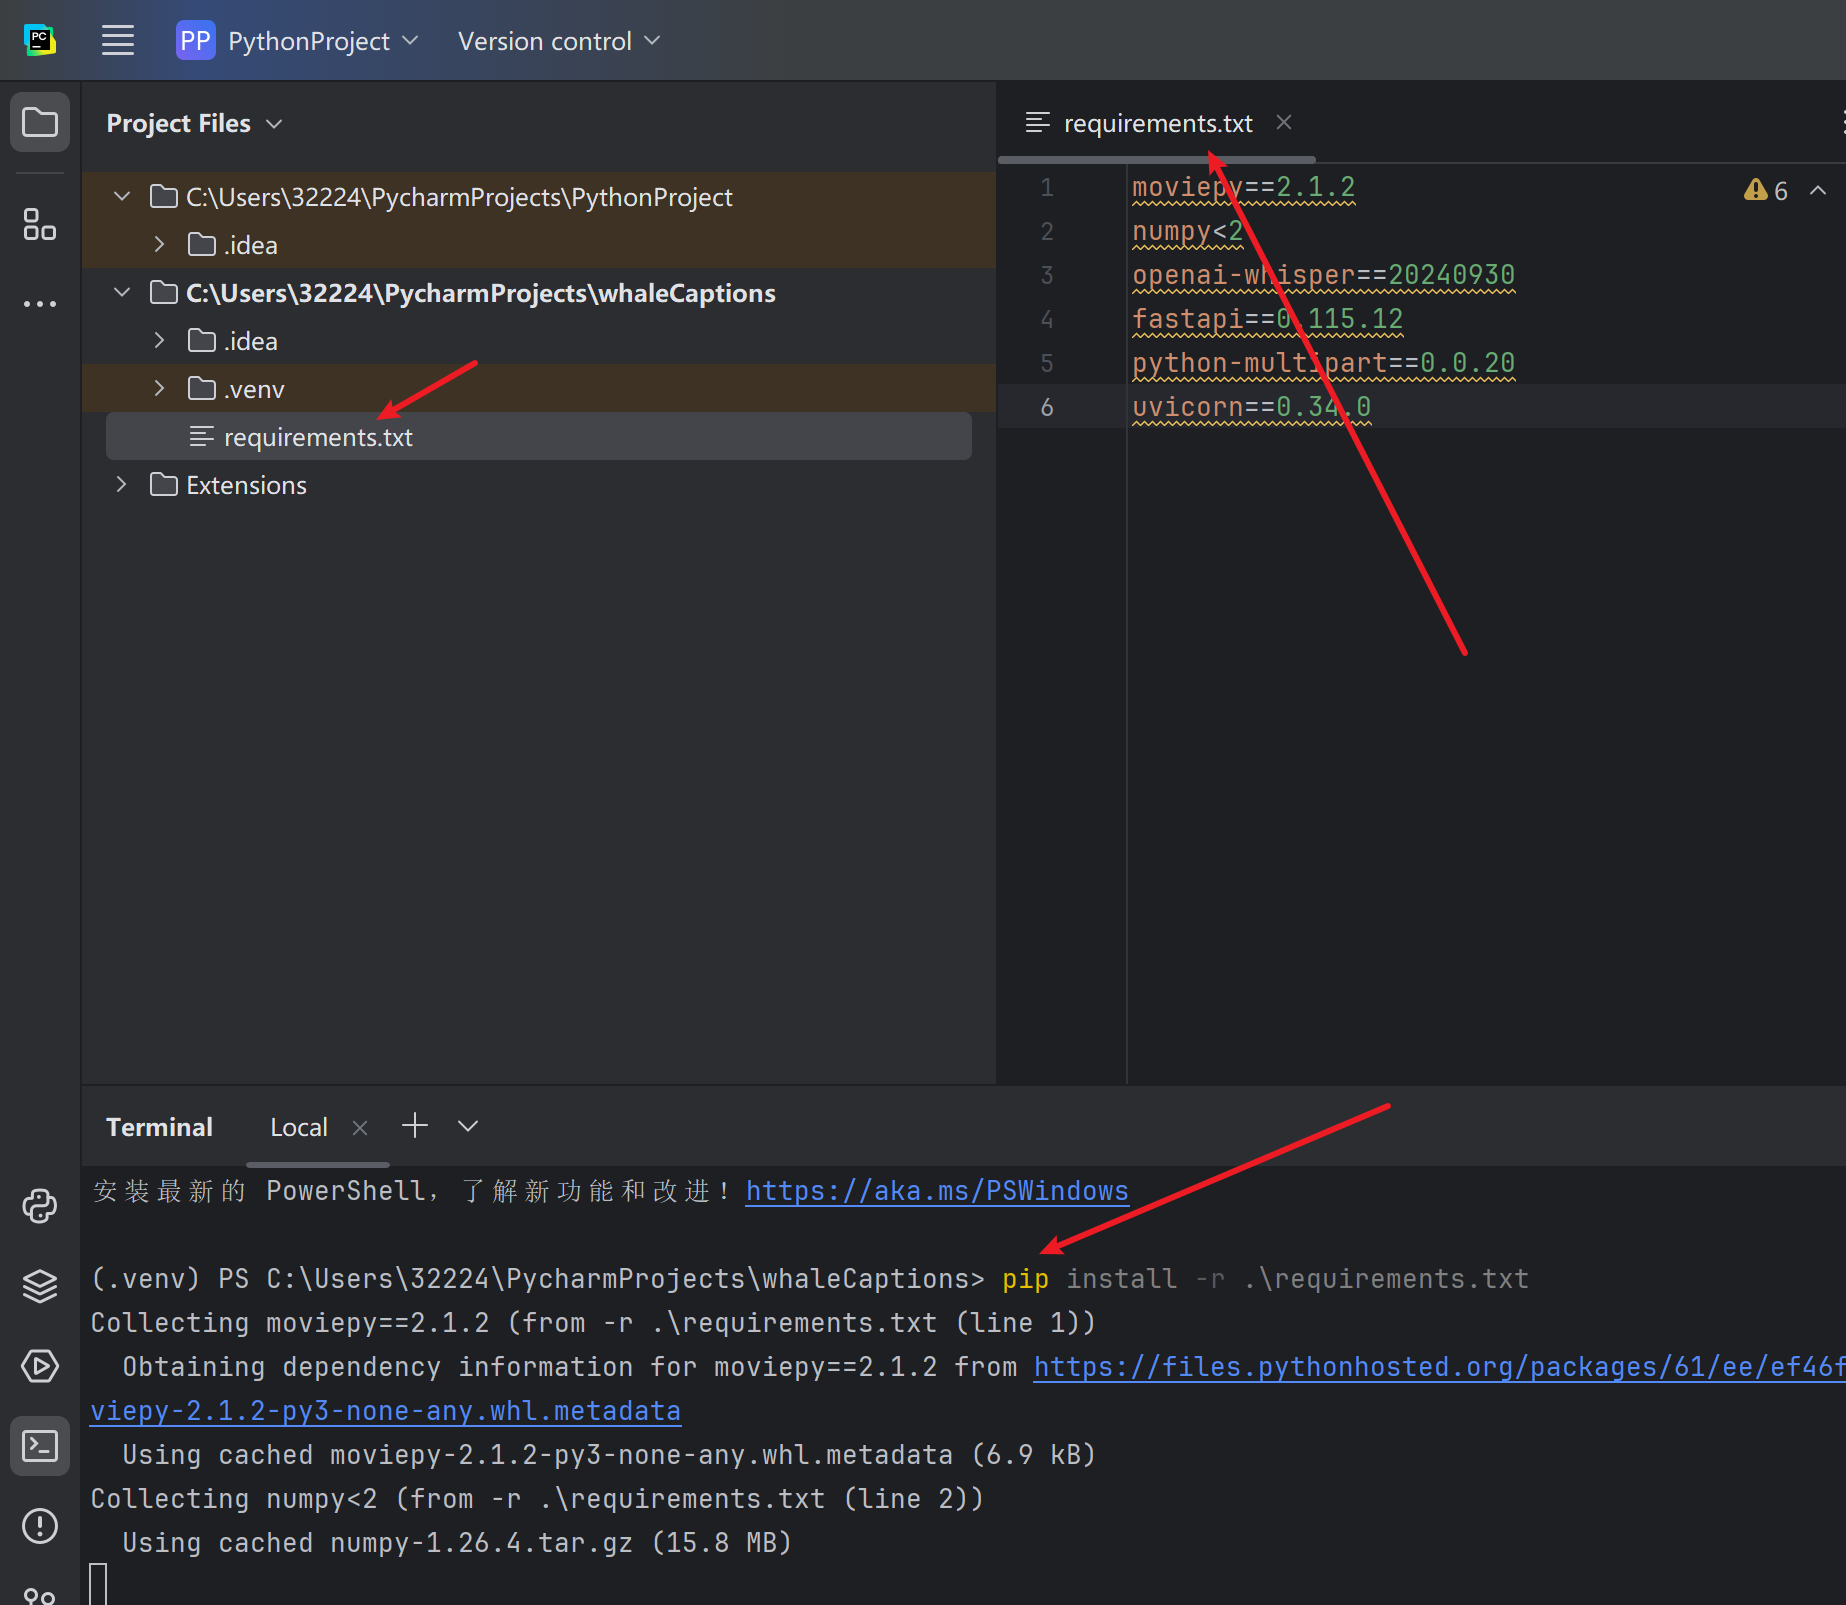 PC
PP PythonProject Version control
Project Files
C:\Users\32224\PycharmProjects\PythonProject
.idea
C:\Users\32224\PycharmProjects\whaleCaptions
.idea
.venv
requirements.txt
Extensions
requirements.txt
1 moviepy==2.1.2
2 numpy<2
3 openai-whisper==20240930
4 fastapi==0.115.12
5 python-multipart==0.0.20
6 uvicorn==0.34.0
6
Terminal Local
安装最新的 PowerShell，了解新功能和改进！https://aka.ms/PSWindows
(.venv) PS C:\Users\32224\PycharmProjects\whaleCaptions> pip install -r .\requirements.txt
Collecting moviepy==2.1.2 (from -r .\requirements.txt (line 1))
Obtaining dependency information for moviepy==2.1.2 from https://files.pythonhosted.org/packages/61/ee/ef46f
viepy-2.1.2-py3-none-any.whl.metadata
Using cached moviepy-2.1.2-py3-none-any.whl.metadata (6.9 kB)
Collecting numpy<2 (from -r .\requirements.txt (line 2))
Using cached numpy-1.26.4.tar.gz (15.8 MB)